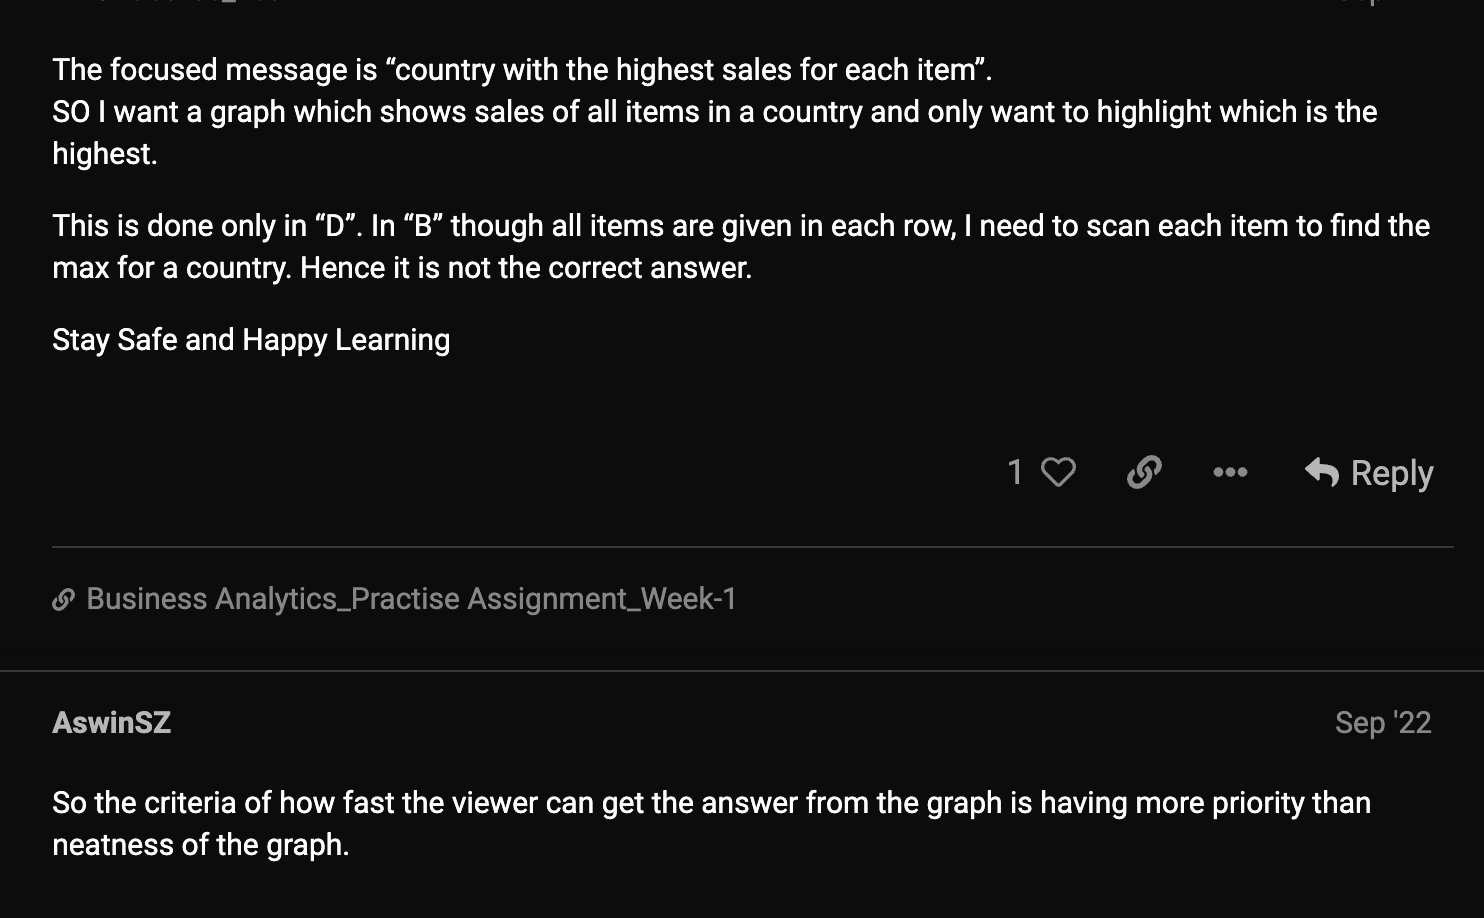 The focused message is “country with the highest sales for each item”.
SO I want a graph which shows sales of all items in a country and only want to highlight which is the
highest.
This is done only in “D”. In “B” though all items are given in each row, I need to scan each item to find the
max for a country. Hence it is not the correct answer.
Stay Safe and Happy Learning
1
Reply
Business Analytics_Practise Assignment_Week-1
AswinSZ
Sep '22
So the criteria of how fast the viewer can get the answer from the graph is having more priority than
neatness of the graph.